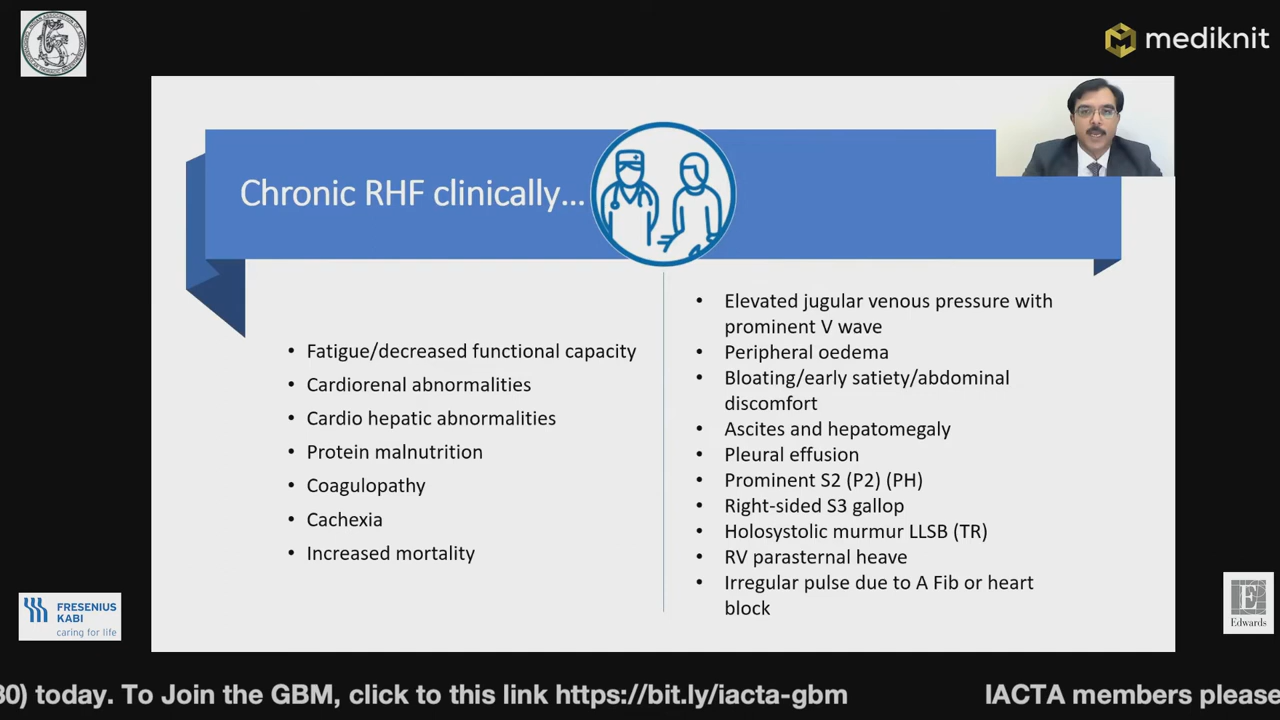 mediknit
Chronic RHF clinically...
• Fatigue/decreased functional capacity
• Cardiorenal abnormalities
• Cardio hepatic abnormalities
• Protein malnutrition
• Coagulopathy
• Cachexia
• Increased mortality
• Elevated jugular venous pressure with
prominent V wave
• Peripheral oedema
• Bloating/early satiety/abdominal
discomfort
• Ascites and hepatomegaly
• Pleural effusion
• Prominent S2 (P2) (PH)
• Right-sided S3 gallop
• Holosystolic murmur LLSB (TR)
• RV parasternal heave
• Irregular pulse due to A Fib or heart
block
FRESENIUS
KABI
caring for life
Edwards
30) today. To Join the GBM, click to this link https://bit.ly/iacta-gbm IACTA members please